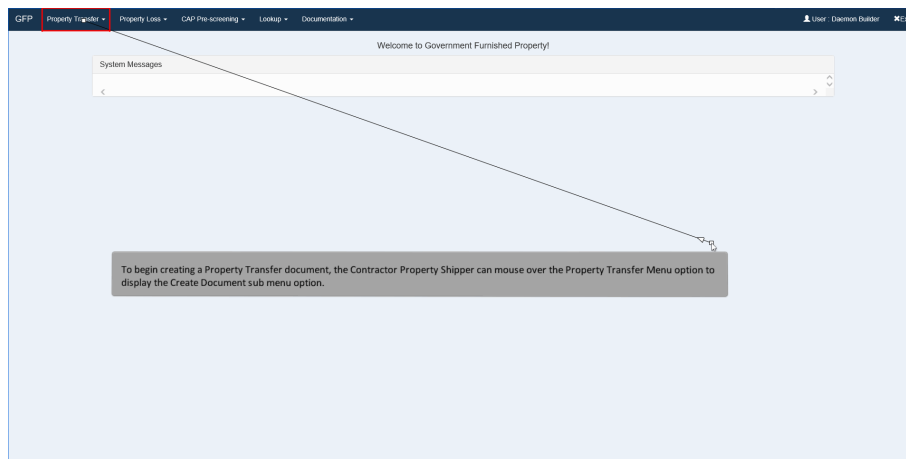 GFP Property Transfer Property Loss CAP Pre-screening Lookup Documentation User : Daemon Builder
Welcome to Government Furnished Property!
System Messages
To begin creating a Property Transfer document, the Contractor Property Shipper can mouse over the Property Transfer Menu option to
display the Create Document sub menu option.